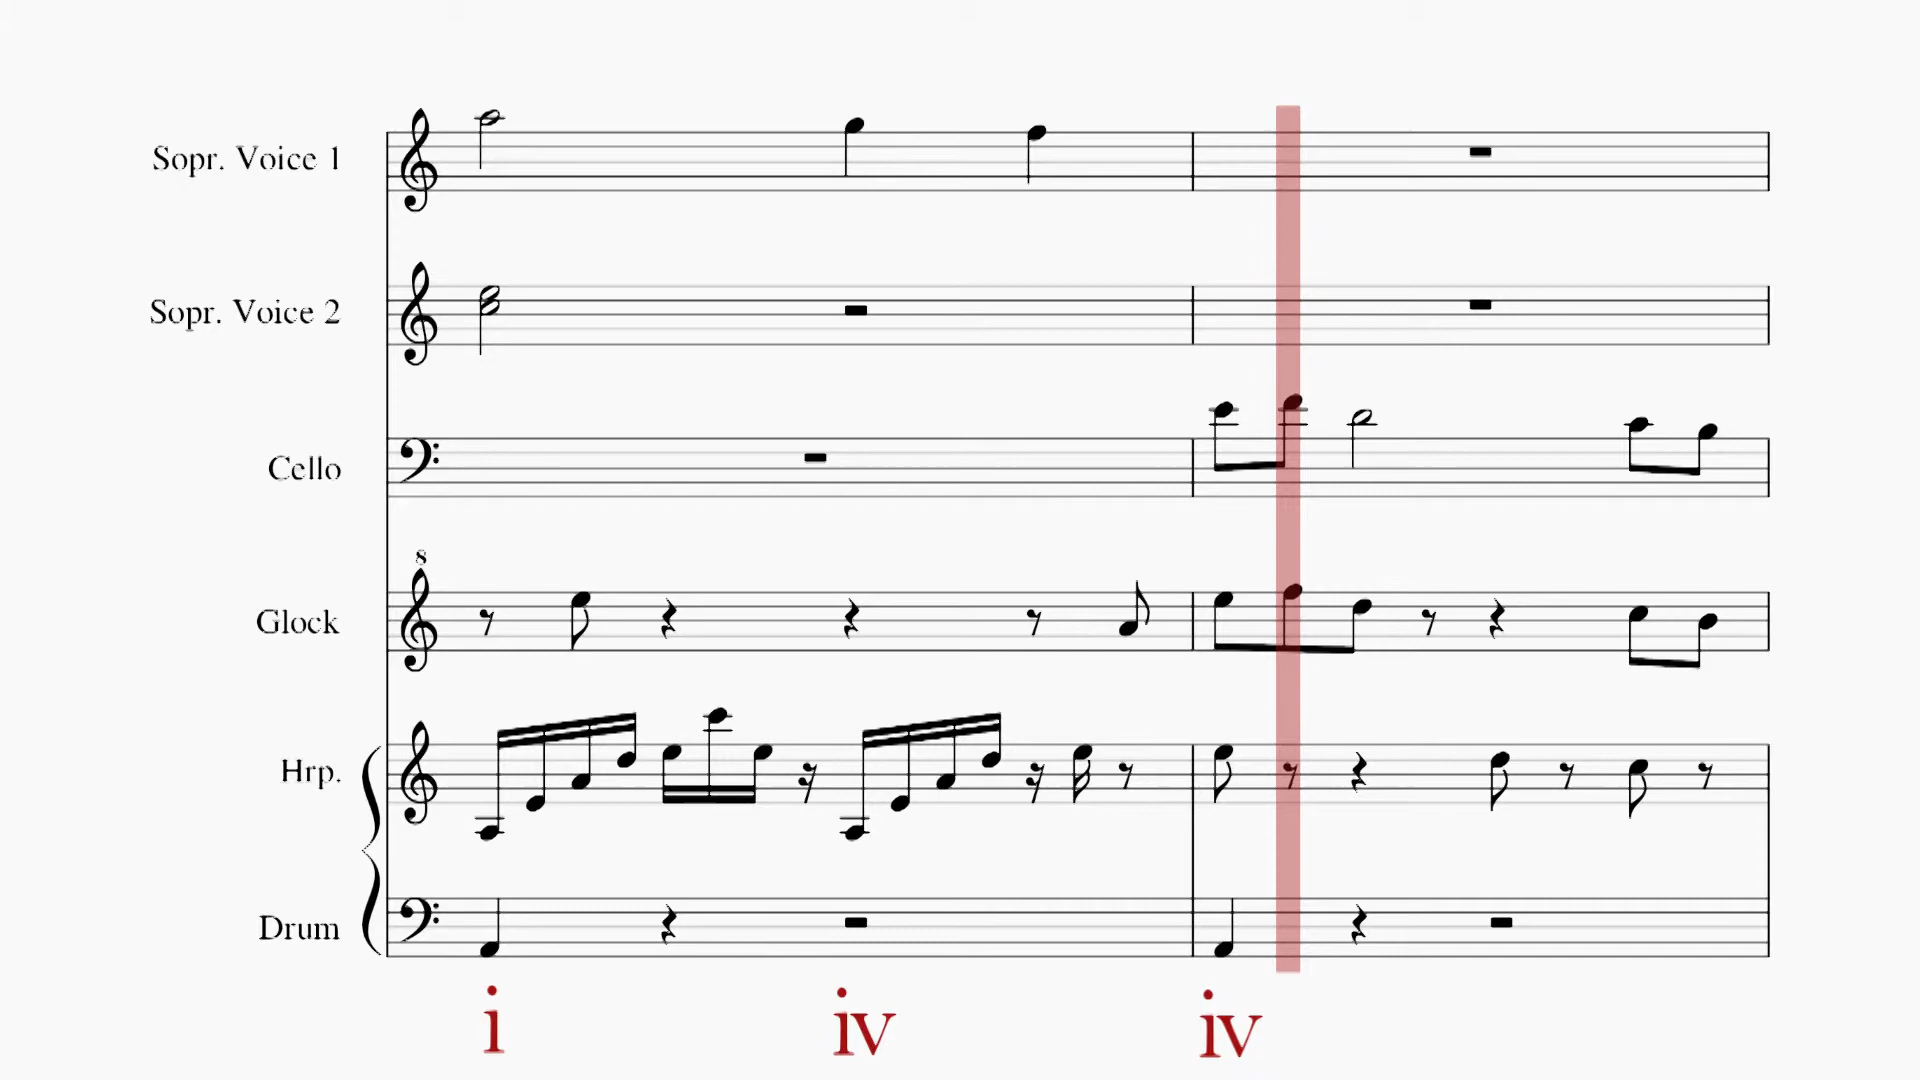 Sopr. Voice 1
Sopr. Voice 2
Cello
8
Glock
Hrp.
Drum
i iv iv